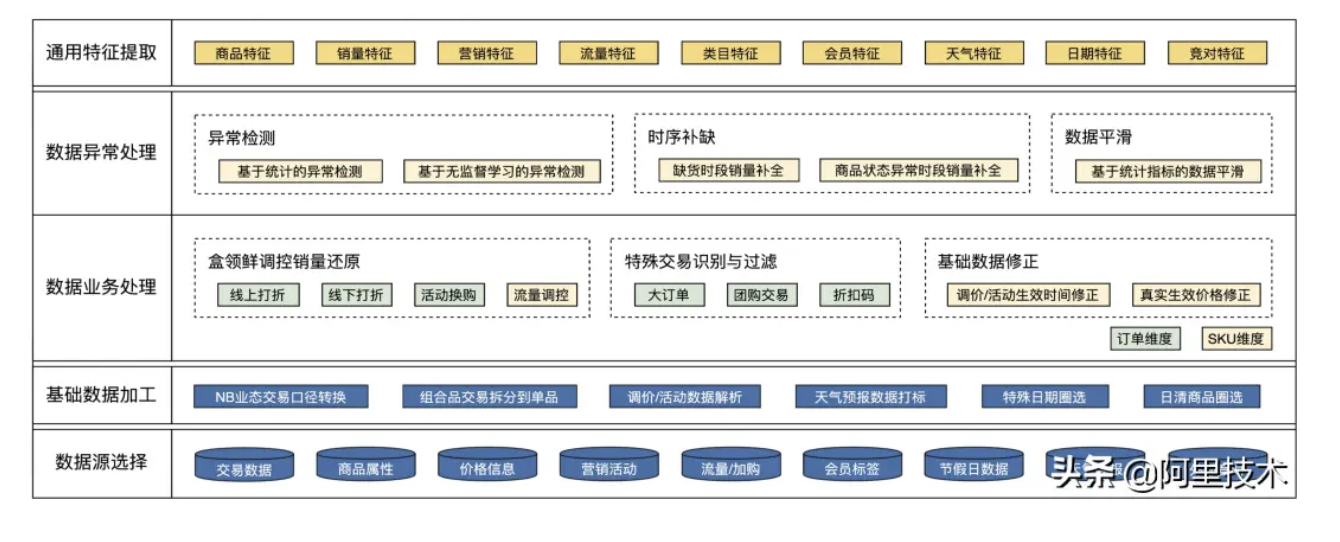 通用特征提取
商品特征
销量特征
营销特征
流量特征
类目特征
会员特征
天气特征
日期特征
竞对特征
数据异常处理
异常检测
基于统计的异常检测
基于无监督学习的异常检测
时序补缺
缺货时段销量补全
商品状态异常时段销量补全
数据平滑
基于统计指标的数据平滑
数据业务处理
盒领鲜调控销量还原
线上打折
线下打折
活动换购
流量调控
特殊交易识别与过滤
大订单
团购交易
折扣码
基础数据修正
调价/活动生效时间修正
真实生效价格修正
订单维度
SKU维度
基础数据加工
NB业态交易口径转换
组合品交易拆分到单品
调价/活动数据解析
天气预报数据打标
特殊日期圈选
日清商品圈选
数据源选择
交易数据
商品属性
价格信息
营销活动
流量/加购
会员标签
节假日数据
头条@阿里技术